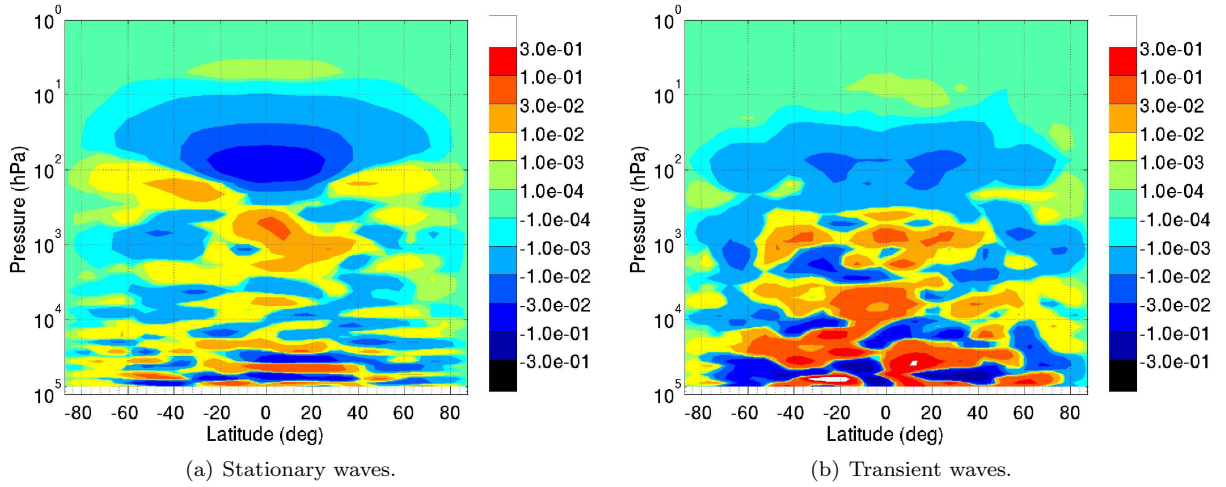 10^0
10^1
10^2
10^3
10^4
10^5
Pressure (hPa)
-80 -60 -40 -20 0 20 40 60 80
Latitude (deg)
3.0e-01
1.0e-01
3.0e-02
1.0e-02
1.0e-03
1.0e-04
-1.0e-04
-1.0e-03
-1.0e-02
-3.0e-02
-1.0e-01
-3.0e-01
(a) Stationary waves.
10^0
10^1
10^2
10^3
10^4
10^5
Pressure (hPa)
-80 -60 -40 -20 0 20 40 60 80
Latitude (deg)
3.0e-01
1.0e-01
3.0e-02
1.0e-02
1.0e-03
1.0e-04
-1.0e-04
-1.0e-03
-1.0e-02
-3.0e-02
-1.0e-01
-3.0e-01
(b) Transient waves.